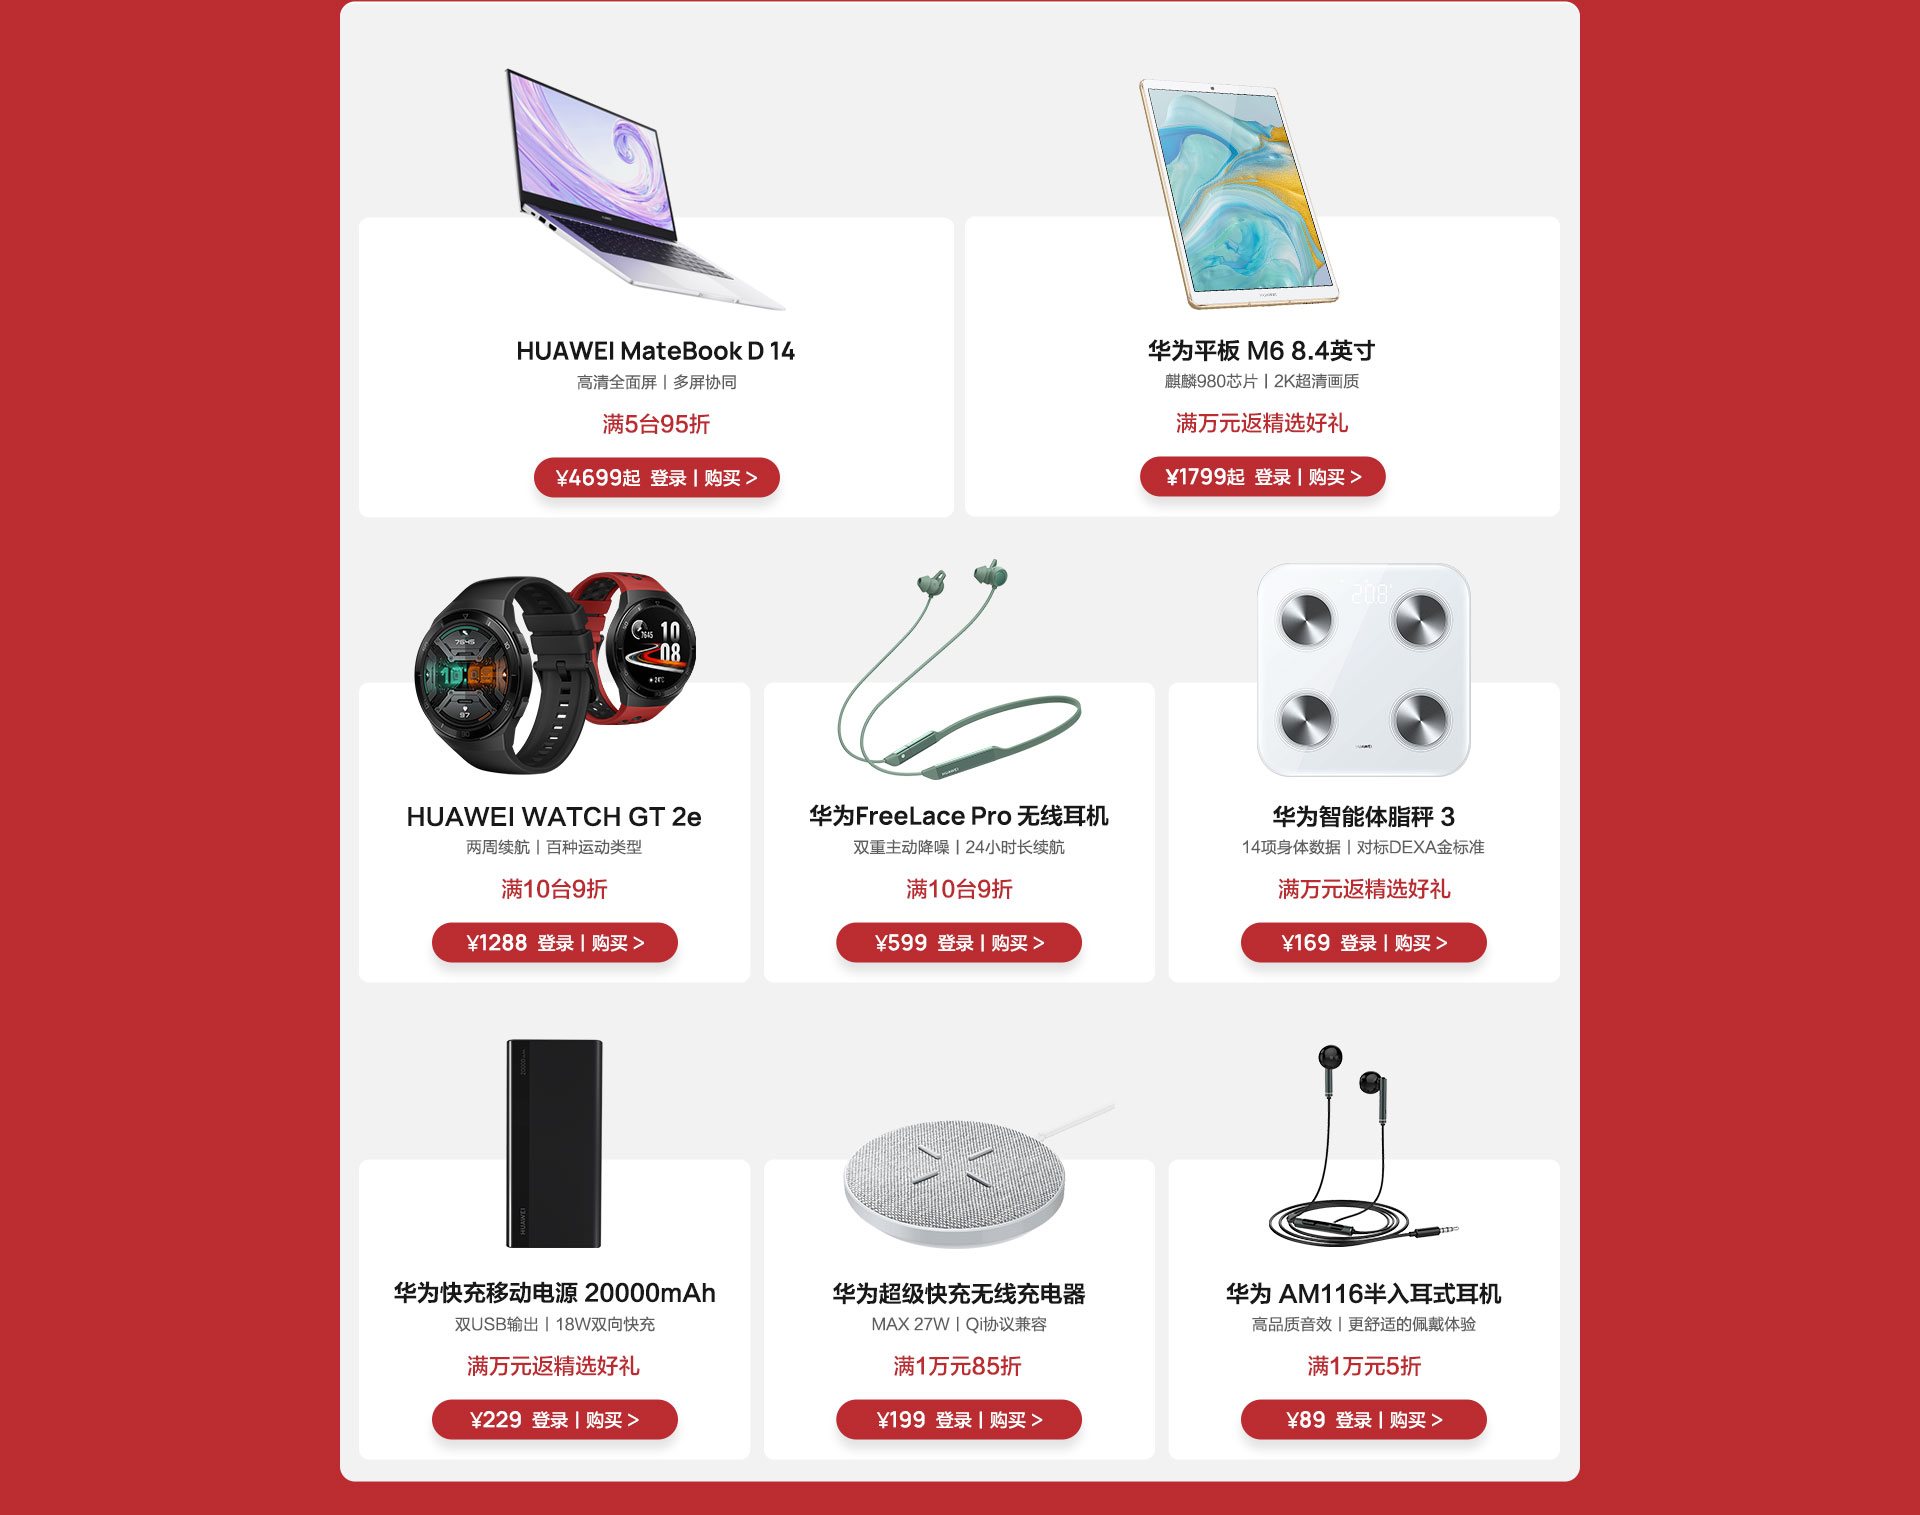 HUAWEI MateBook D 14
高清全面屏 | 多屏协同
满5台95折
¥4699起 登录 | 购买 >
华为平板 M6 8.4英寸
麒麟980芯片 | 2K超清画质
满万元返精选好礼
¥1799起 登录 | 购买 >
HUAWEI WATCH GT 2e
两周续航 | 百种运动类型
满10台9折
¥1288 登录 | 购买 >
华为FreeLace Pro 无线耳机
双重主动降噪 | 24小时长续航
满10台9折
¥599 登录 | 购买 >
华为智能体脂秤 3
14项身体数据 | 对标DEXA金标准
满万元返精选好礼
¥169 登录 | 购买 >
华为快充移动电源 20000mAh
双USB输出 | 18W双向快充
满万元返精选好礼
¥229 登录 | 购买 >
华为超级快充无线充电器
MAX 27W | Qi协议兼容
满1万元85折
¥199 登录 | 购买 >
华为 AM116半入耳式耳机
高品质音效 | 更舒适的佩戴体验
满1万元5折
¥89 登录 | 购买 >